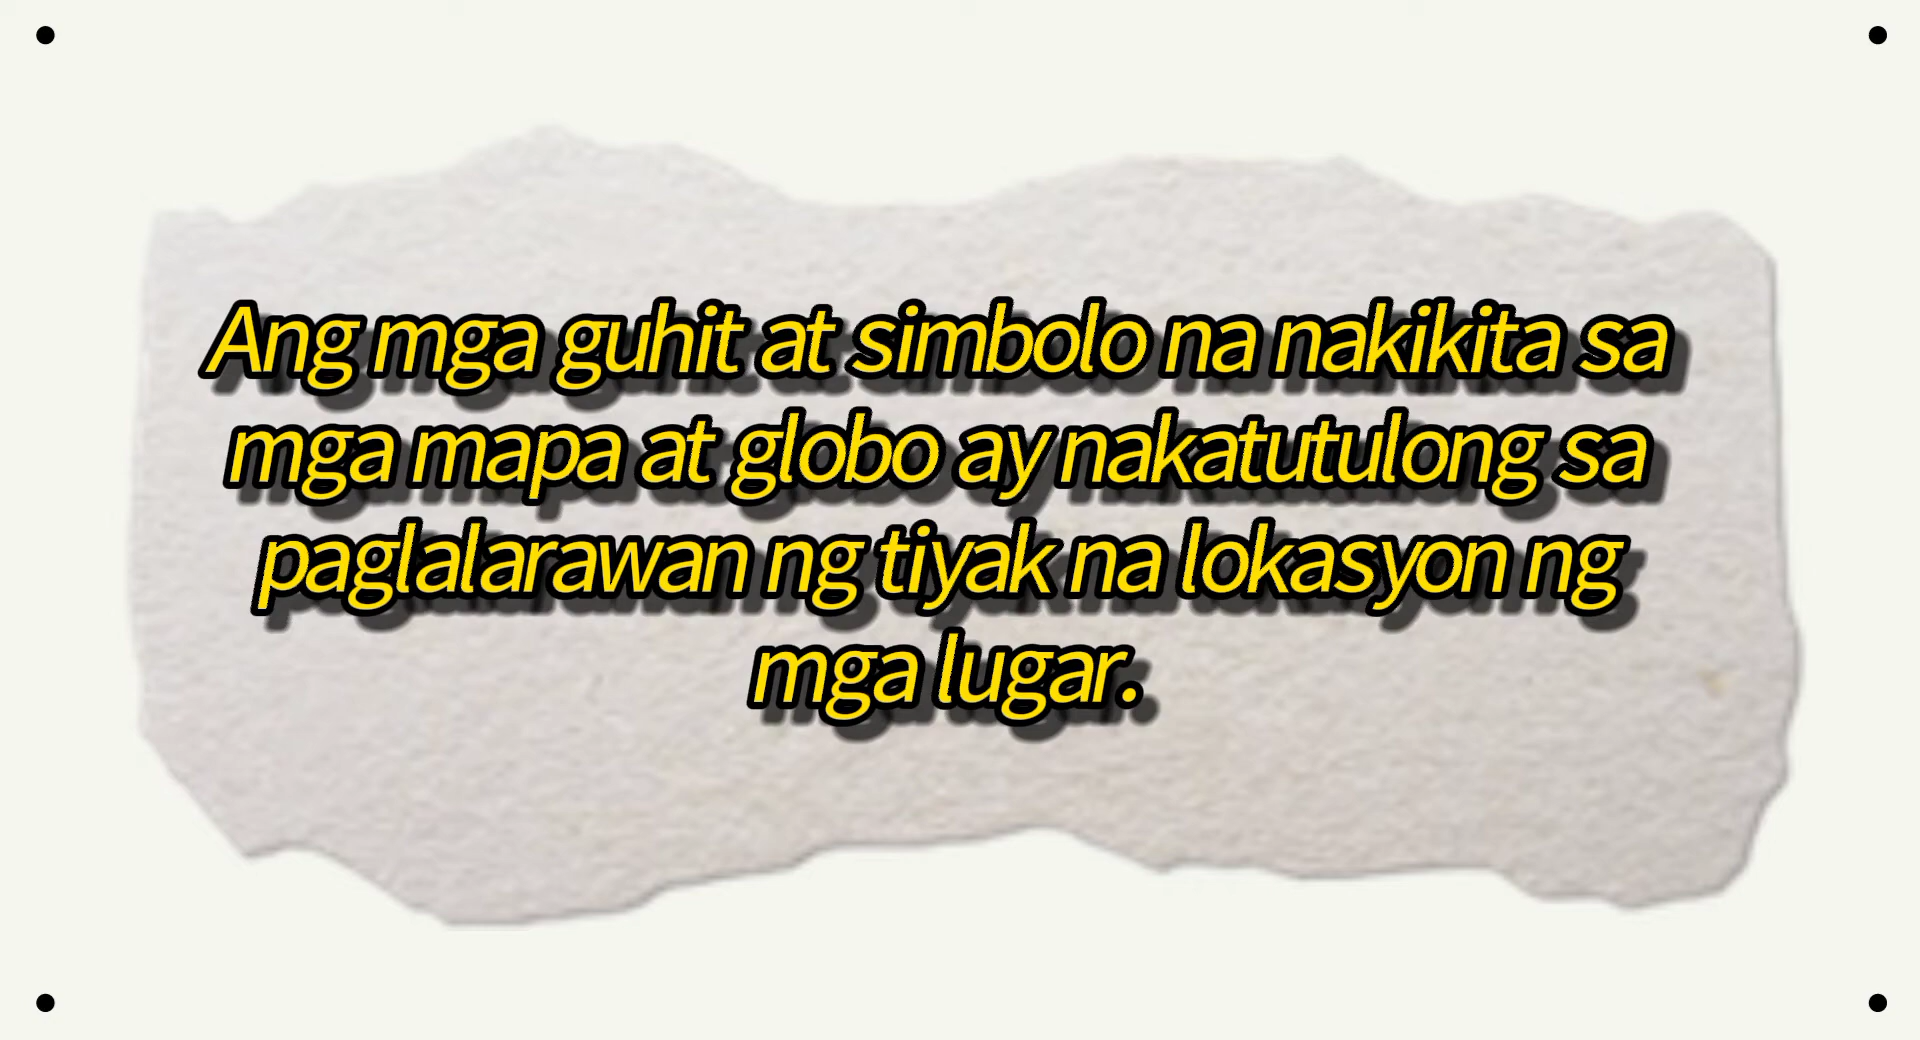 Ang mga guhit at simbolo na nakikita sa
mga mapa at globo ay nakatutulong sa
paglalarawan ng tiyak na lokasyon ng
mga lugar.